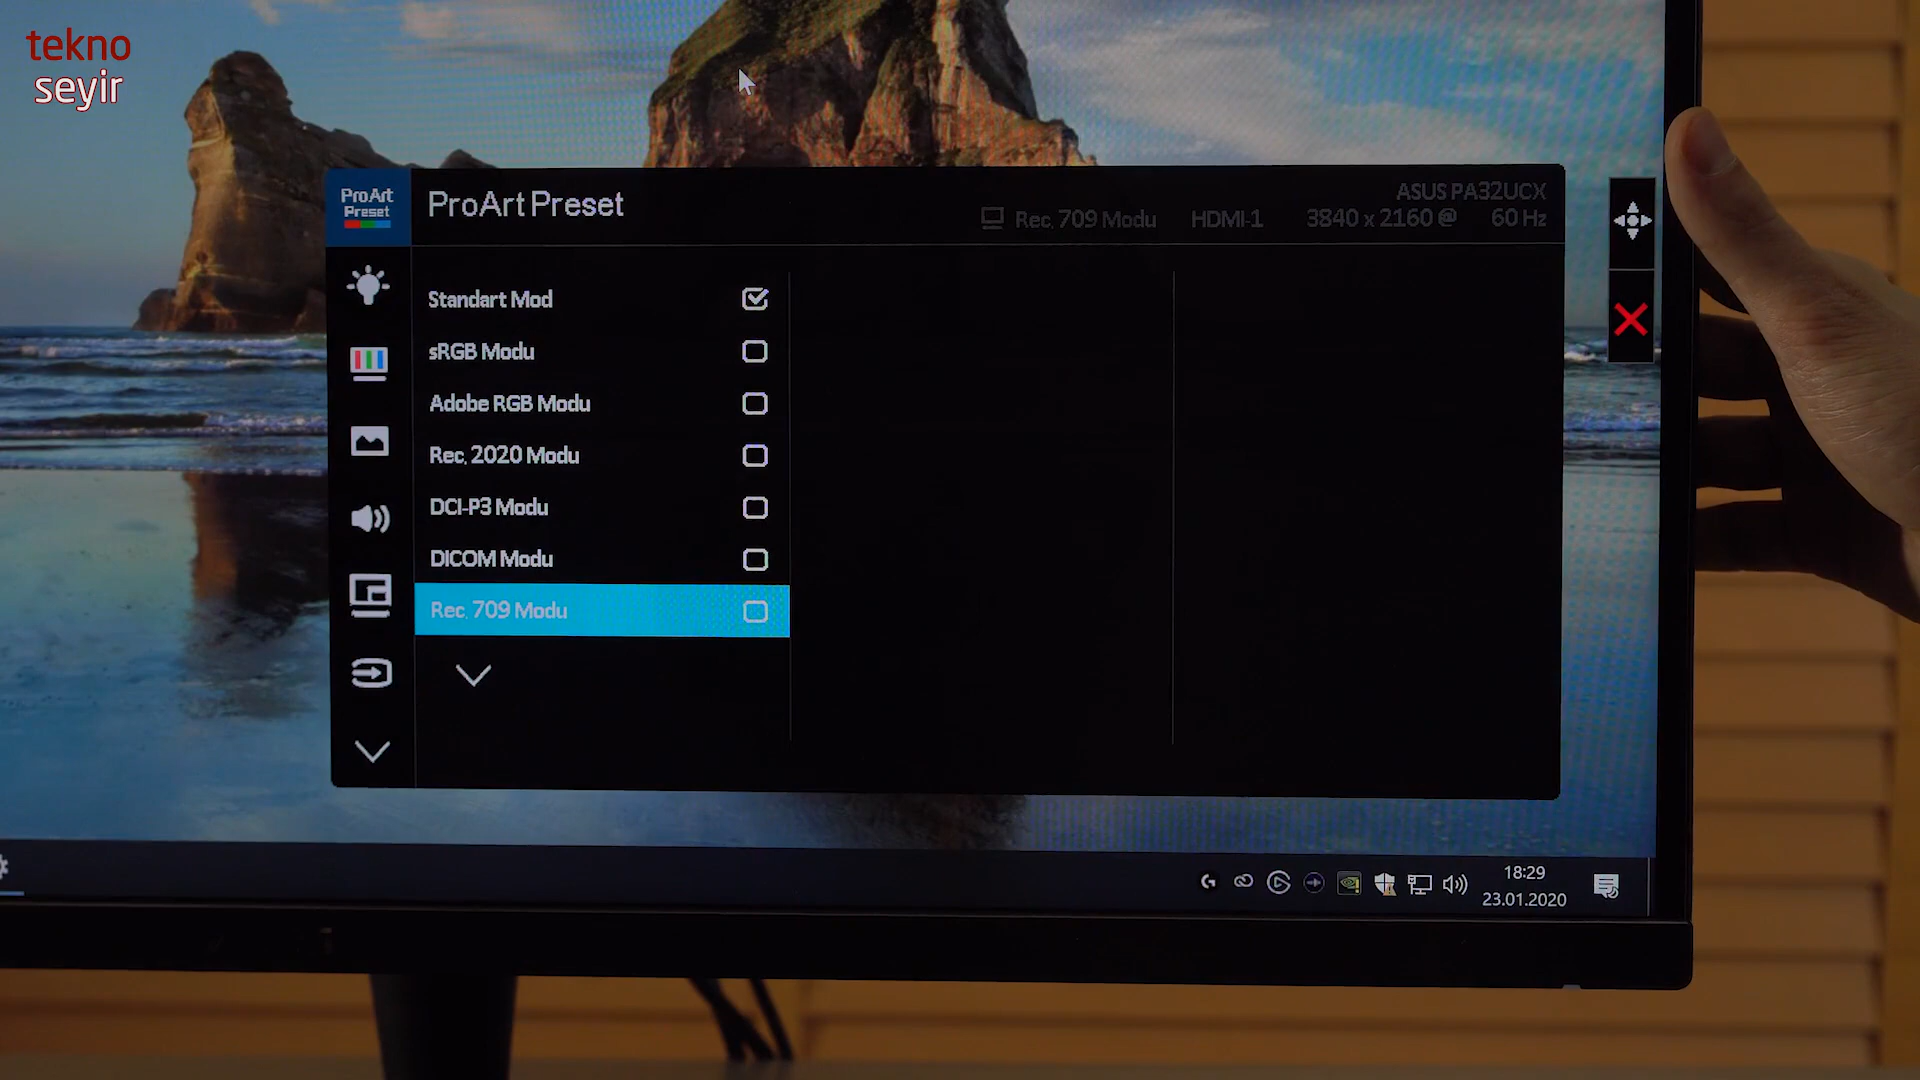 tekno
seyir
ProArt
Preset
ProArt Preset
ASUS PA32UCX
Rec. 709 Modu HDMI-1 3840 x 2160 @ 60 Hz
Standart Mod
sRGB Modu
Adobe RGB Modu
Rec. 2020 Modu
DCI-P3 Modu
DICOM Modu
Rec. 709 Modu
18:29
23.01.2020